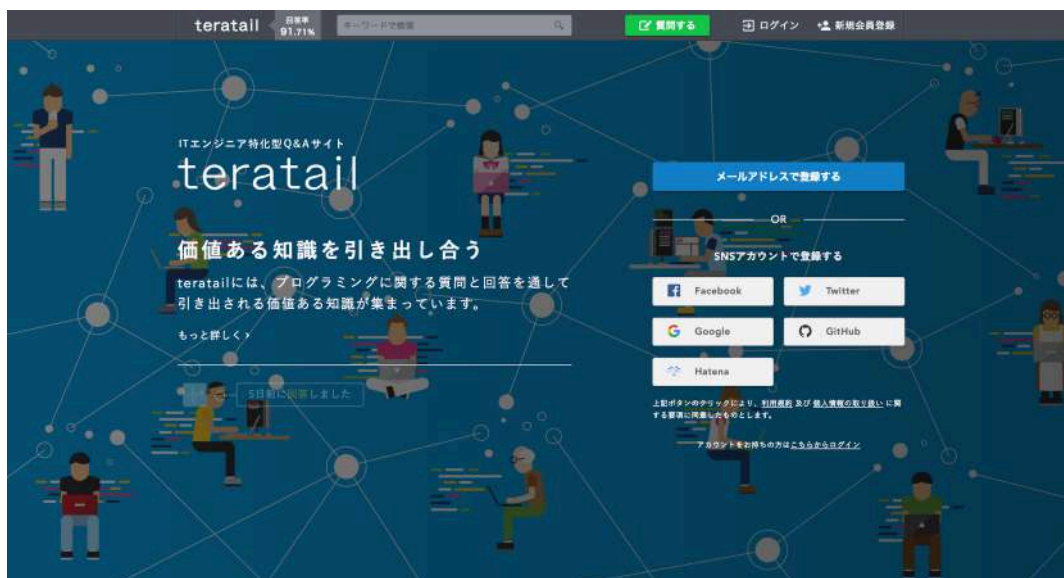 teratail
回答率
91.71%
キーワードで検索
質問する
ログイン
新規会員登録
ITエンジニア特化型Q&Aサイト
teratail
価値ある知識を引き出し合う
teratailには、プログラミングに関する質問と回答を通して
引き出される価値ある知識が集まっています。
もっと詳しく ›
5日前に回答しました
メールアドレスで登録する
OR
SNSアカウントで登録する
Facebook
Twitter
Google
GitHub
Hatena
上記ボタンのクリックにより、利用規約 及び 個人情報の取り扱い に関
する要項に同意したものとします。
アカウントをお持ちの方はこちらからログイン